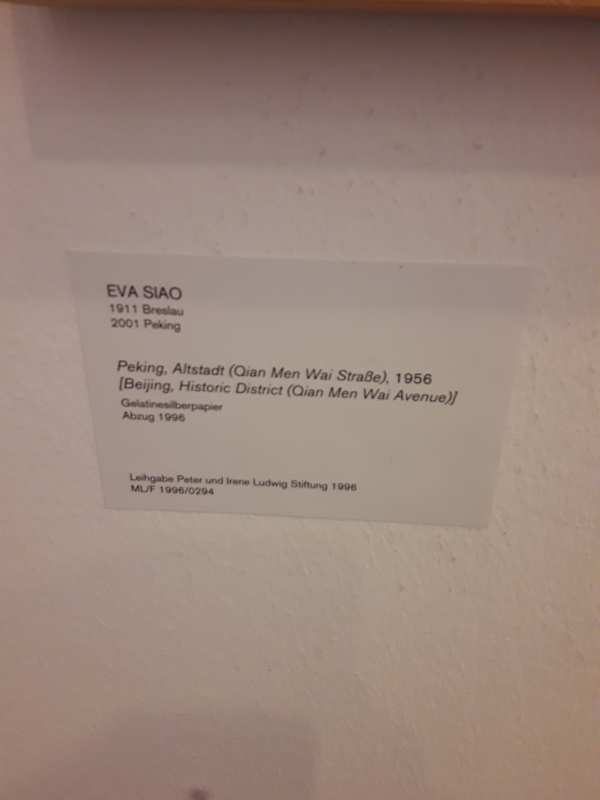 EVA SIAO
1911 Breslau
2001 Peking
Peking, Altstadt (Qian Men Wai Straße), 1956
[Beijing, Historic District (Qian Men Wai Avenue)]
Gelatinesilberpapier
Abzug 1996
Leihgabe Peter und Irene Ludwig Stiftung 1996
ML/F 1996/0294